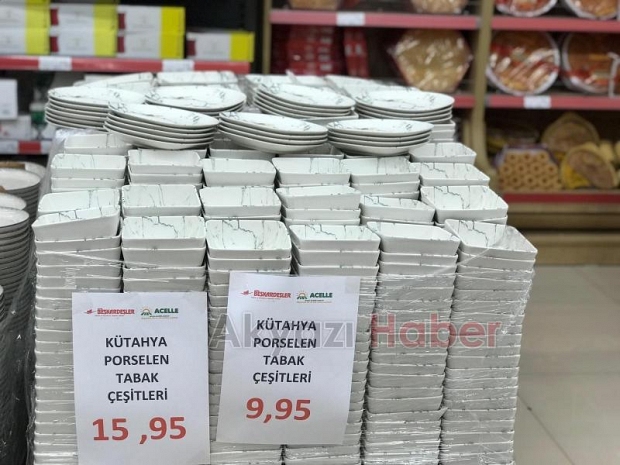 BEŞKARDEŞLER ACELLE
KÜTAHYA
PORSELEN
TABAK
ÇEŞİTLERİ
15 ,95
BEŞKARDEŞLER ACELLE
KÜTAHYA
PORSELEN
TABAK
ÇEŞİTLERİ
9,95
Akyazı Haber